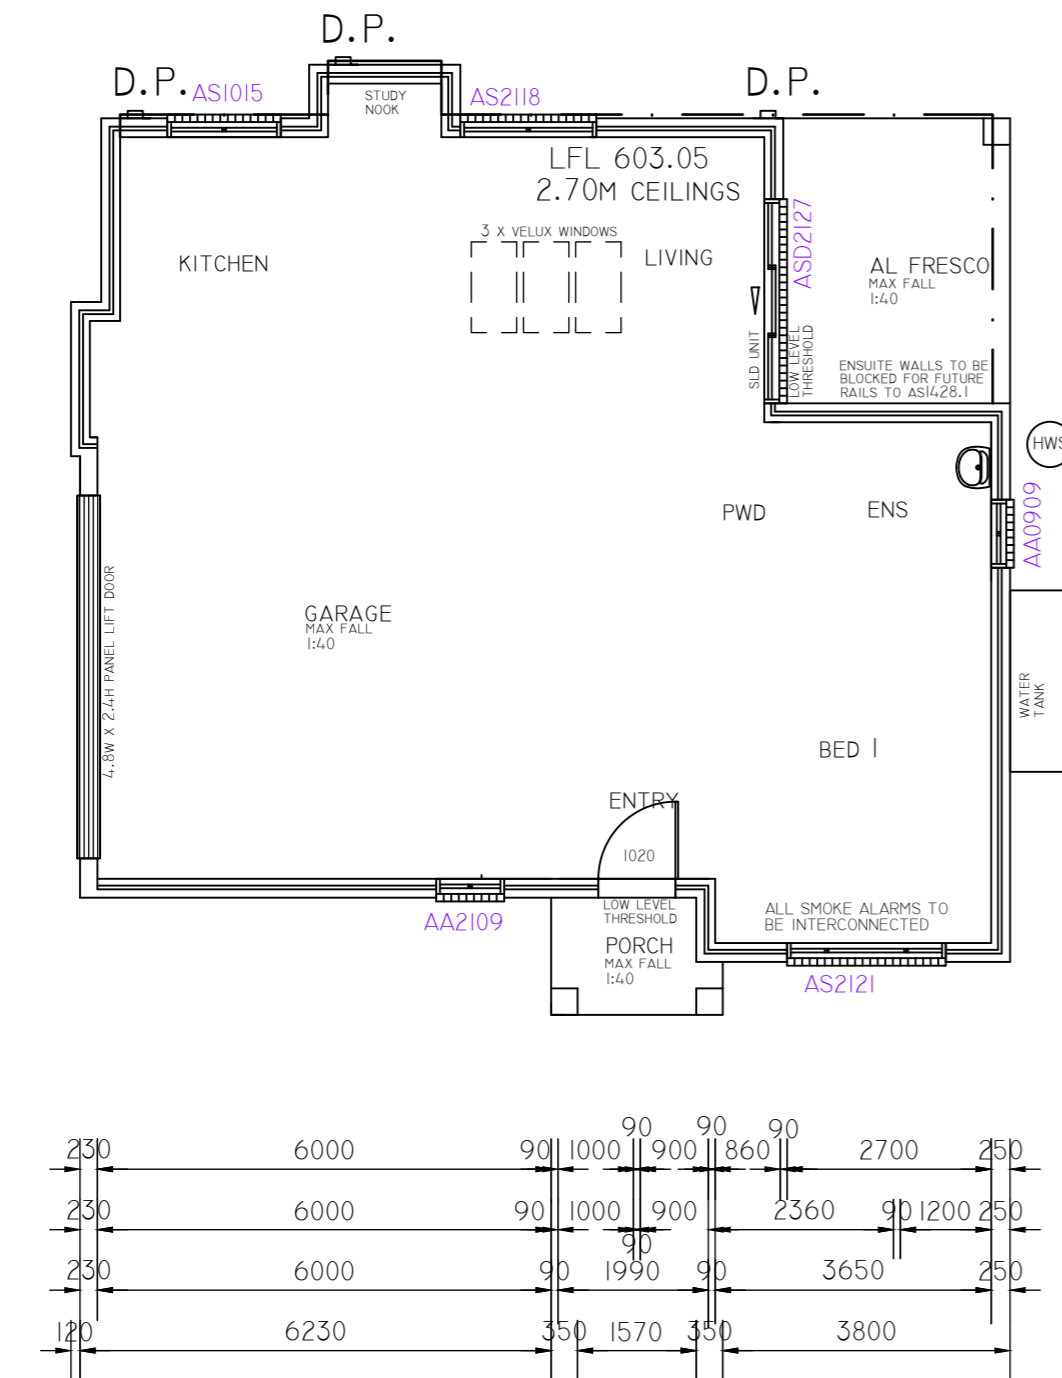 D.P.
D.P.
AS1015
STUDY
NOOK
AS2118
D.P.
LFL 603.05
2.70M CEILINGS
3 X VELUX WINDOWS
KITCHEN
LIVING
ASD2127
AL FRESCO
MAX FALL
1:40
SLD UNIT
LOW LEVEL
THRESHOLD
ENSUITE WALLS TO BE
BLOCKED FOR FUTURE
RAILS TO AS1428.1
HWS
PWD
ENS
AA0909
4.8W X 2.4H PANEL LIFT DOOR
GARAGE
MAX FALL
1:40
WATER
TANK
BED 1
ENTRY
1020
AA2109
LOW LEVEL
THRESHOLD
PORCH
MAX FALL
1:40
ALL SMOKE ALARMS TO
BE INTERCONNECTED
AS2121
230 6000 90 1000 90 900 90 860 90 2700 250
230 6000 90 1000 90 900 2360 90 1200 250
230 6000 90 1990 90 3650 250
120 6230 350 1570 350 3800